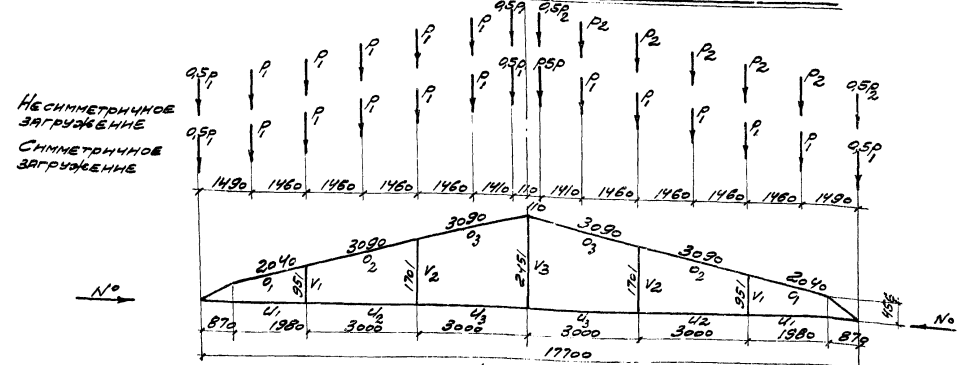 0,5P₁ P₁ P₁ P₁ P₁ P₁ 0,5P₁ 0,5P₂ P₂ P₂ P₂ P₂ P₂ 0,5P₂
Несимметричное
загружение
0,5P₁ P₁ P₁ P₁ P₁ P₁ 0,5P₁ P₁ P₁ P₁ P₁ P₁ 0,5P₁
Симметричное
загружение
1490 1460 1460 1460 1460 1410 110 1410 1460 1460 1460 1460 1490
110
2040 3090 3090 3090 3090 2040
O₁ O₂ O₃ O₃ O₂ O₁
951 V₁ 1701 V₂ 2451 V₃ 1701 V₂ 951 V₁
456
N° N°
U₁ U₂ U₃ U₃ U₂ U₁
870 1980 3000 3000 3000 3000 1980 870
17700